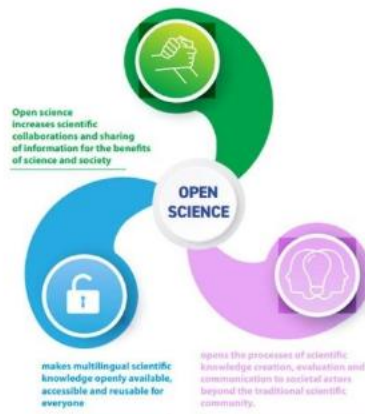 Open science
increases scientific
collaborations and sharing
of information for the benefits
of science and society
OPEN
SCIENCE
makes multilingual scientific
knowledge openly available,
accessible and reusable for
everyone
opens the processes of scientific
knowledge creation, evaluation and
communication to societal actors
beyond the traditional scientific
community.